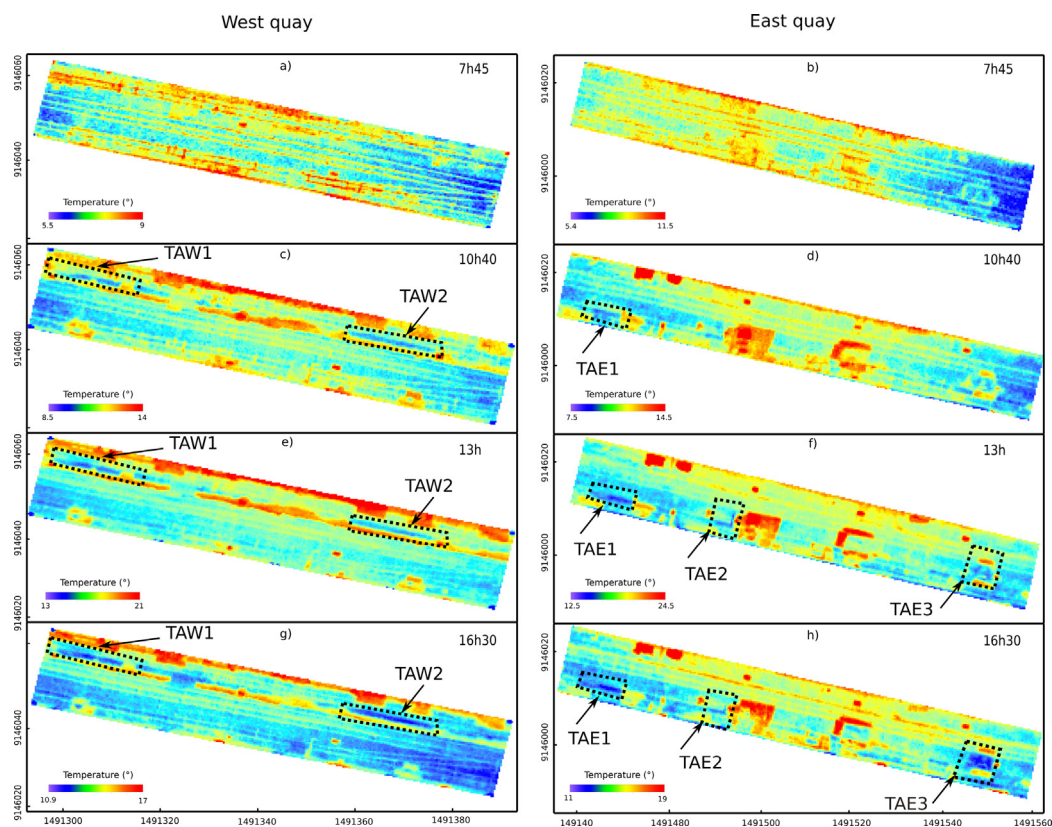 West quay
East quay
a)
7h45
9146060
9146040
Temperature (°)
5.5
9
b)
7h45
9146020
9146000
Temperature (°)
5.4
11.5
TAW1
c)
10h40
TAW2
9146060
9146040
Temperature (°)
8.5
14
d)
10h40
9146020
9146000
TAE1
Temperature (°)
7.5
14.5
TAW1
e)
13h
TAW2
9146060
9146040
9146020
Temperature (°)
13
21
f)
13h
9146020
9146000
TAE1
TAE2
TAE3
Temperature (°)
12.5
24.5
TAW1
g)
16h30
TAW2
9146060
9146040
9146020
Temperature (°)
10.9
17
h)
16h30
9146020
9146000
TAE1
TAE2
TAE3
Temperature (°)
11
19
1491300
1491320
1491340
1491360
1491380
1491140
1491480
1491500
1491520
1491540
1491560